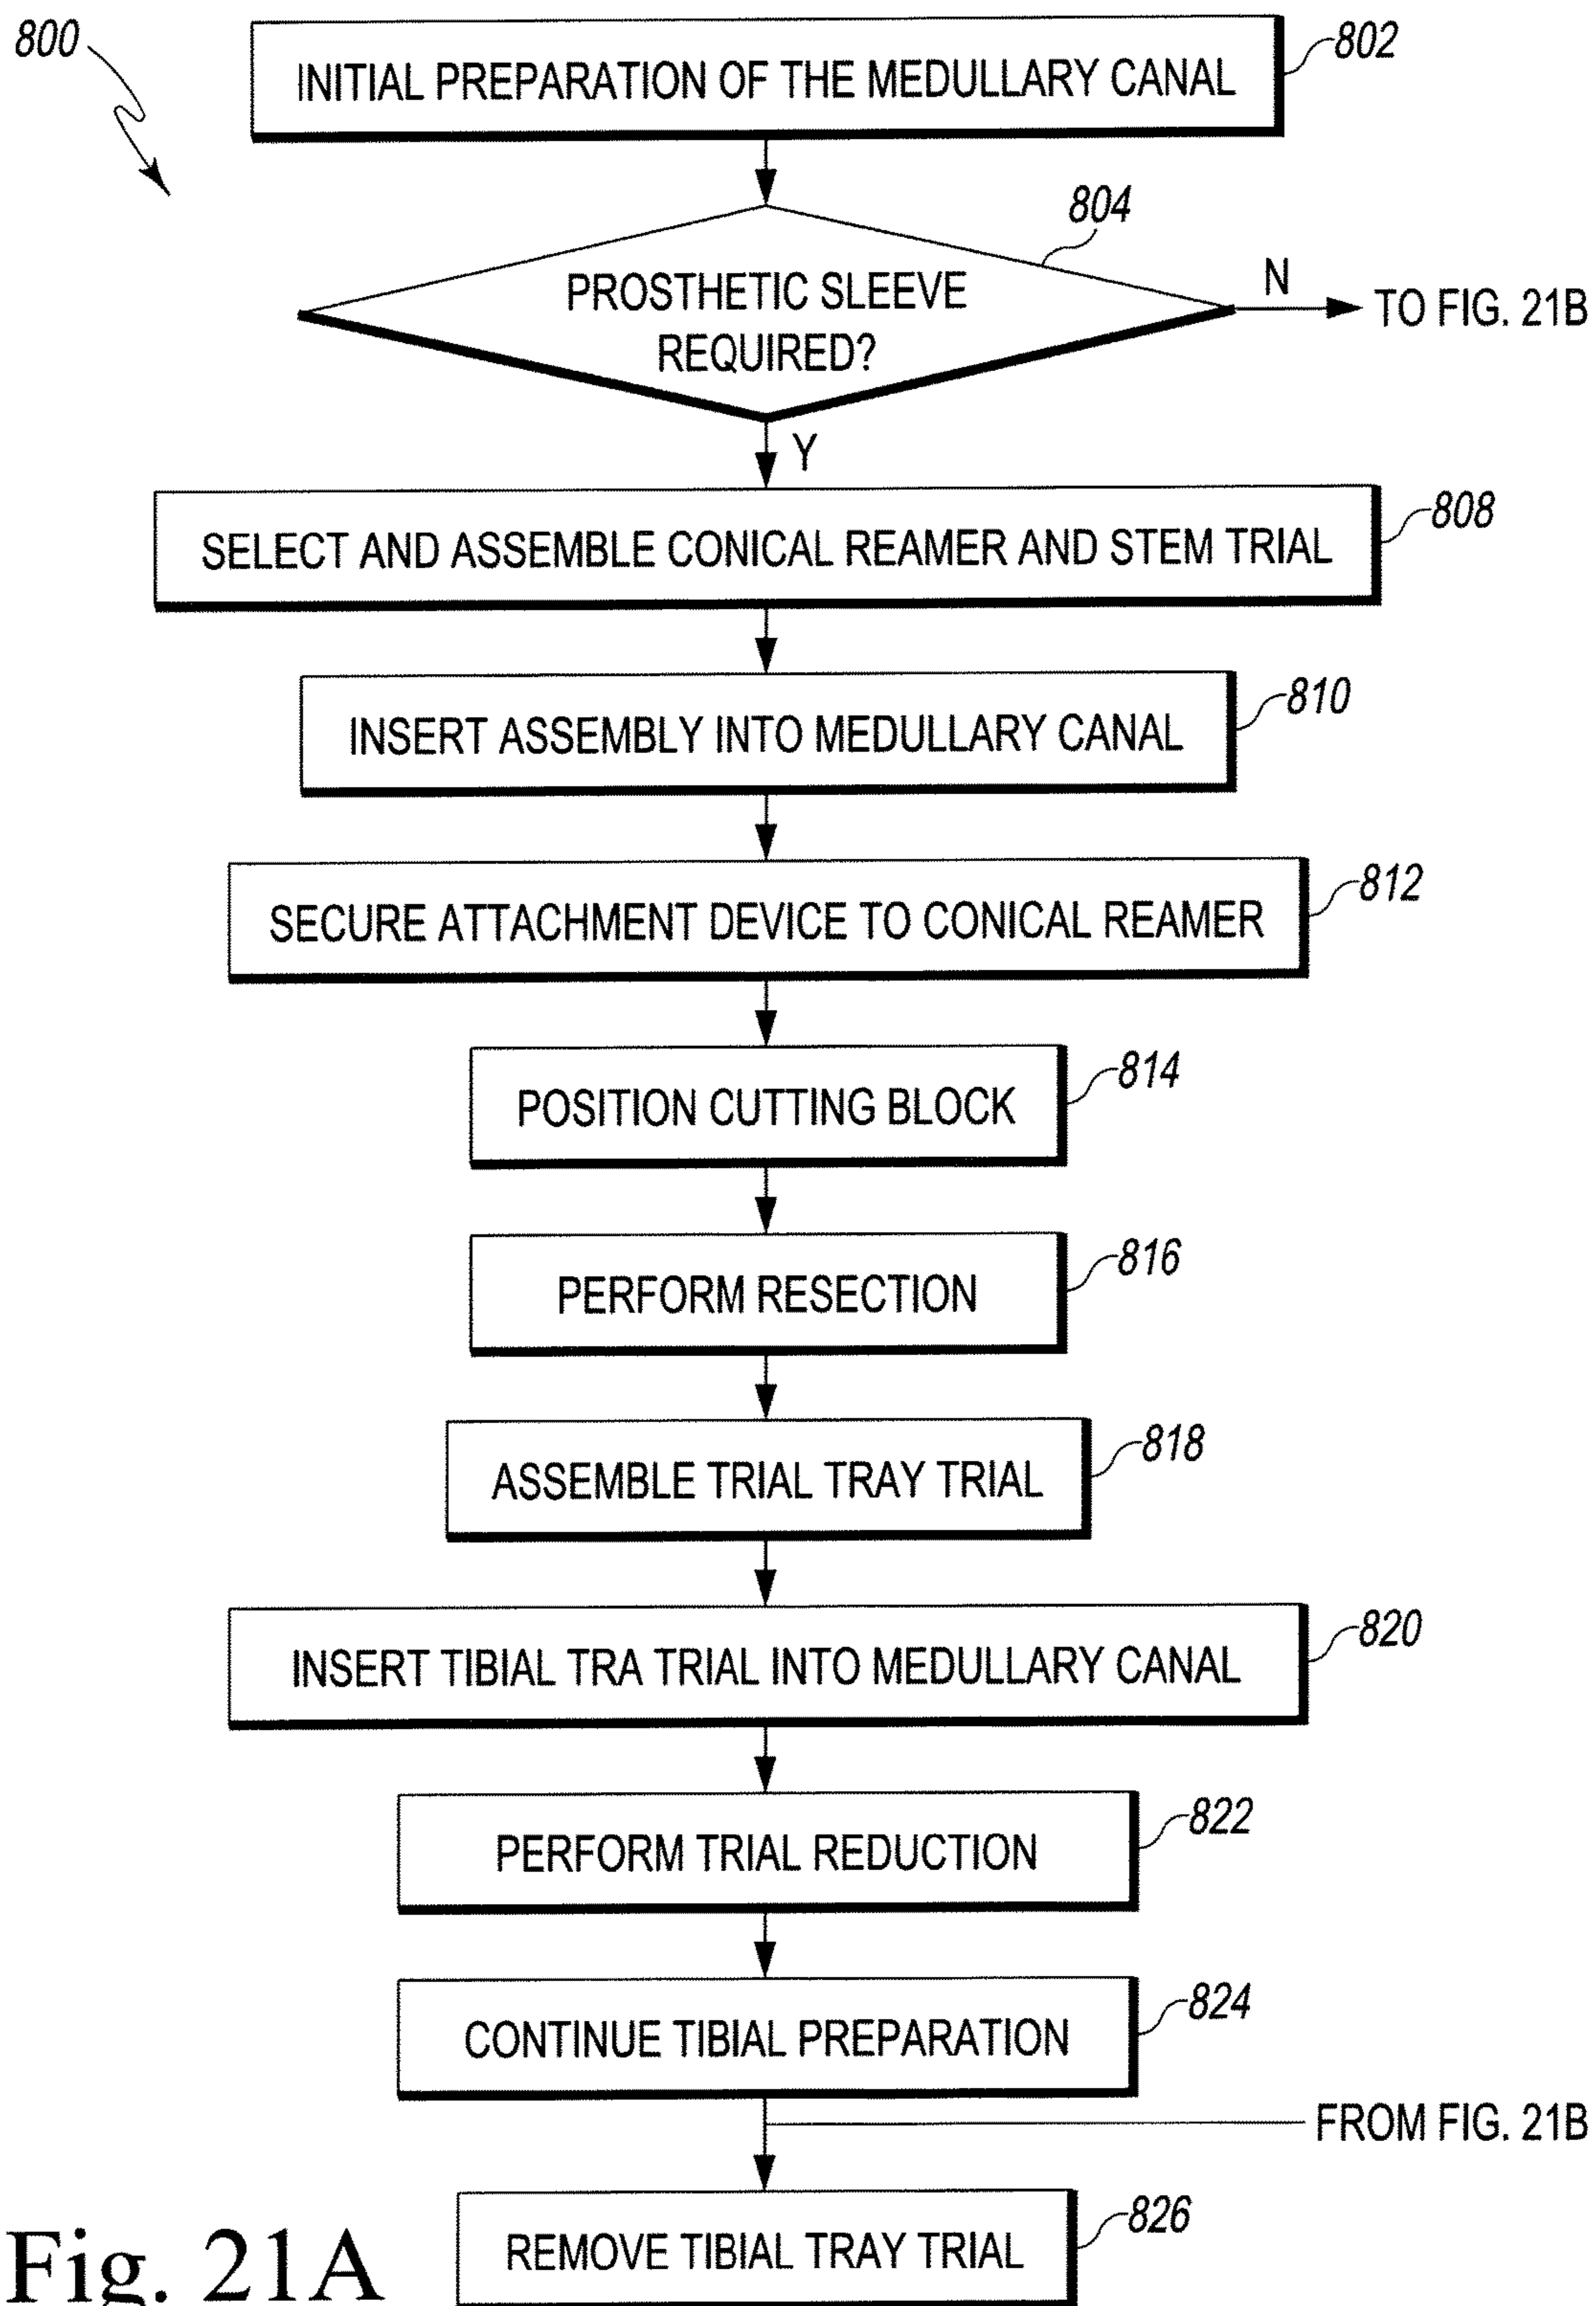 800
INITIAL PREPARATION OF THE MEDULLARY CANAL
802
804
PROSTHETIC SLEEVE
REQUIRED?
N
TO FIG. 21B
Y
SELECT AND ASSEMBLE CONICAL REAMER AND STEM TRIAL
808
INSERT ASSEMBLY INTO MEDULLARY CANAL
810
SECURE ATTACHMENT DEVICE TO CONICAL REAMER
812
POSITION CUTTING BLOCK
814
PERFORM RESECTION
816
ASSEMBLE TRIAL TRAY TRIAL
818
INSERT TIBIAL TRA TRIAL INTO MEDULLARY CANAL
820
PERFORM TRIAL REDUCTION
822
CONTINUE TIBIAL PREPARATION
824
FROM FIG. 21B
REMOVE TIBIAL TRAY TRIAL
826
Fig. 21A